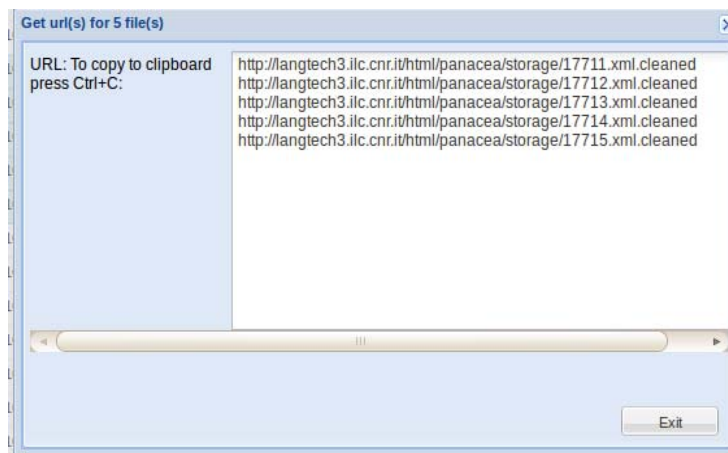 Get url(s) for 5 file(s)
URL: To copy to clipboard
press Ctrl+C:
http://langtech3.ilc.cnr.it/html/panacea/storage/17711.xml.cleaned
http://langtech3.ilc.cnr.it/html/panacea/storage/17712.xml.cleaned
http://langtech3.ilc.cnr.it/html/panacea/storage/17713.xml.cleaned
http://langtech3.ilc.cnr.it/html/panacea/storage/17714.xml.cleaned
http://langtech3.ilc.cnr.it/html/panacea/storage/17715.xml.cleaned
Exit